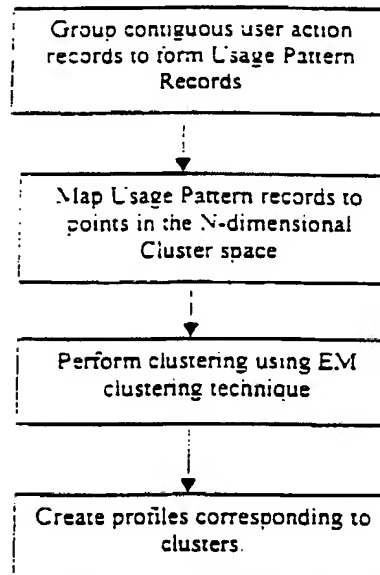 Group contiguous user action
records to form Usage Pattern
Records
Map Usage Pattern records to
points in the N-dimensional
Cluster space
Perform clustering using EM
clustering technique
Create profiles corresponding to
clusters.